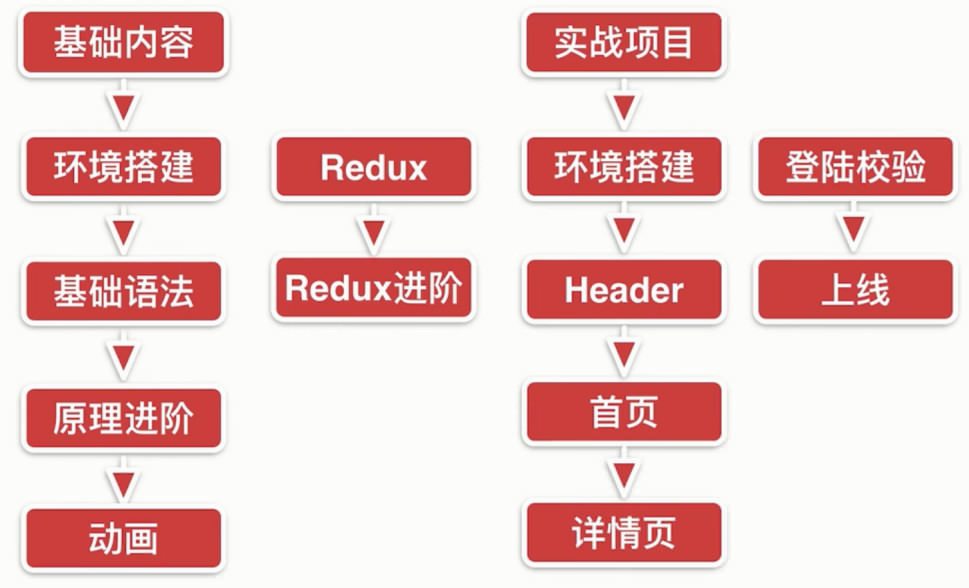 基础内容
环境搭建
基础语法
原理进阶
动画
Redux
Redux进阶
实战项目
环境搭建
Header
首页
详情页
登陆校验
上线